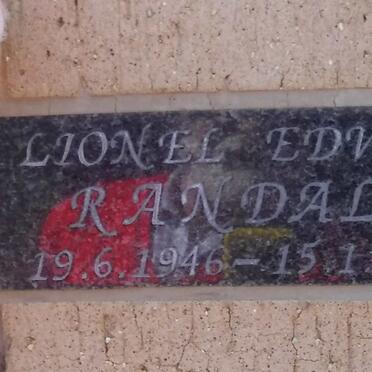 LIONEL EDW
RANDAL
19.6.1946 – 15.1